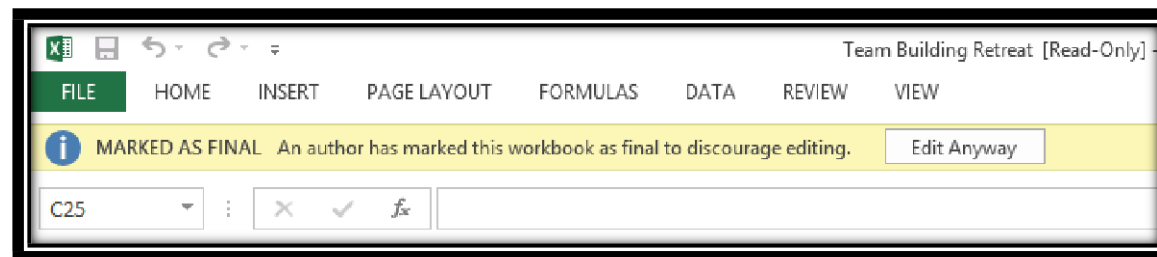 Team Building Retreat [Read-Only] -
FILE HOME INSERT PAGE LAYOUT FORMULAS DATA REVIEW VIEW
MARKED AS FINAL An author has marked this workbook as final to discourage editing. Edit Anyway
C25 fx